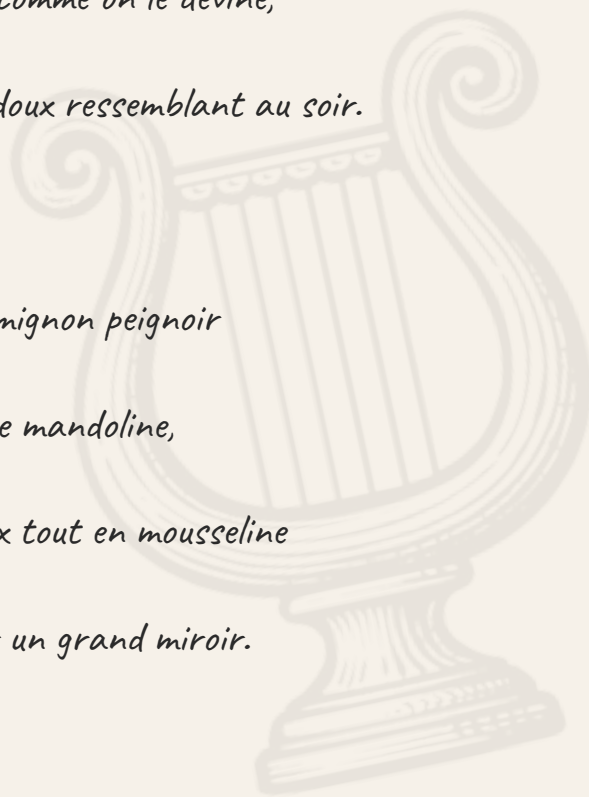 comme on le devine,
doux ressemblant au soir.
mignon peignoir
mandoline,
tout en mousseline
un grand miroir.